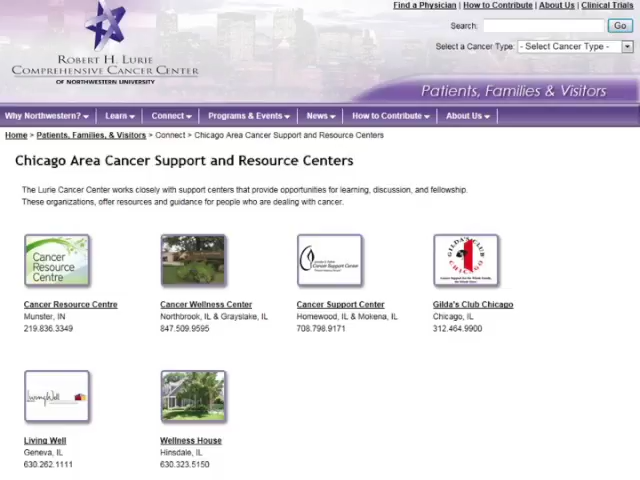 Find a Physician | How to Contribute | About Us | Clinical Trials
Search: Go
Select a Cancer Type: - Select Cancer Type -
ROBERT H. LURIE
COMPREHENSIVE CANCER CENTER
OF NORTHWESTERN UNIVERSITY
Patients, Families & Visitors
Why Northwestern? Learn Connect Programs & Events News How to Contribute About Us
Home > Patients, Families, & Visitors > Connect > Chicago Area Cancer Support and Resource Centers
Chicago Area Cancer Support and Resource Centers
The Lurie Cancer Center works closely with support centers that provide opportunities for learning, discussion, and fellowship.
These organizations, offer resources and guidance for people who are dealing with cancer.
Cancer
Resource
Centre
Cancer Support Center
GILDA'S CLUB
CHICAGO
Cancer Resource Centre
Munster, IN
219.836.3349
Cancer Wellness Center
Northbrook, IL & Grayslake, IL
847.509.9595
Cancer Support Center
Homewood, IL & Mokena, IL
708.798.9171
Gilda's Club Chicago
Chicago, IL
312.464.9900
LivingWell
Living Well
Geneva, IL
630.262.1111
Wellness House
Hinsdale, IL
630.323.5150